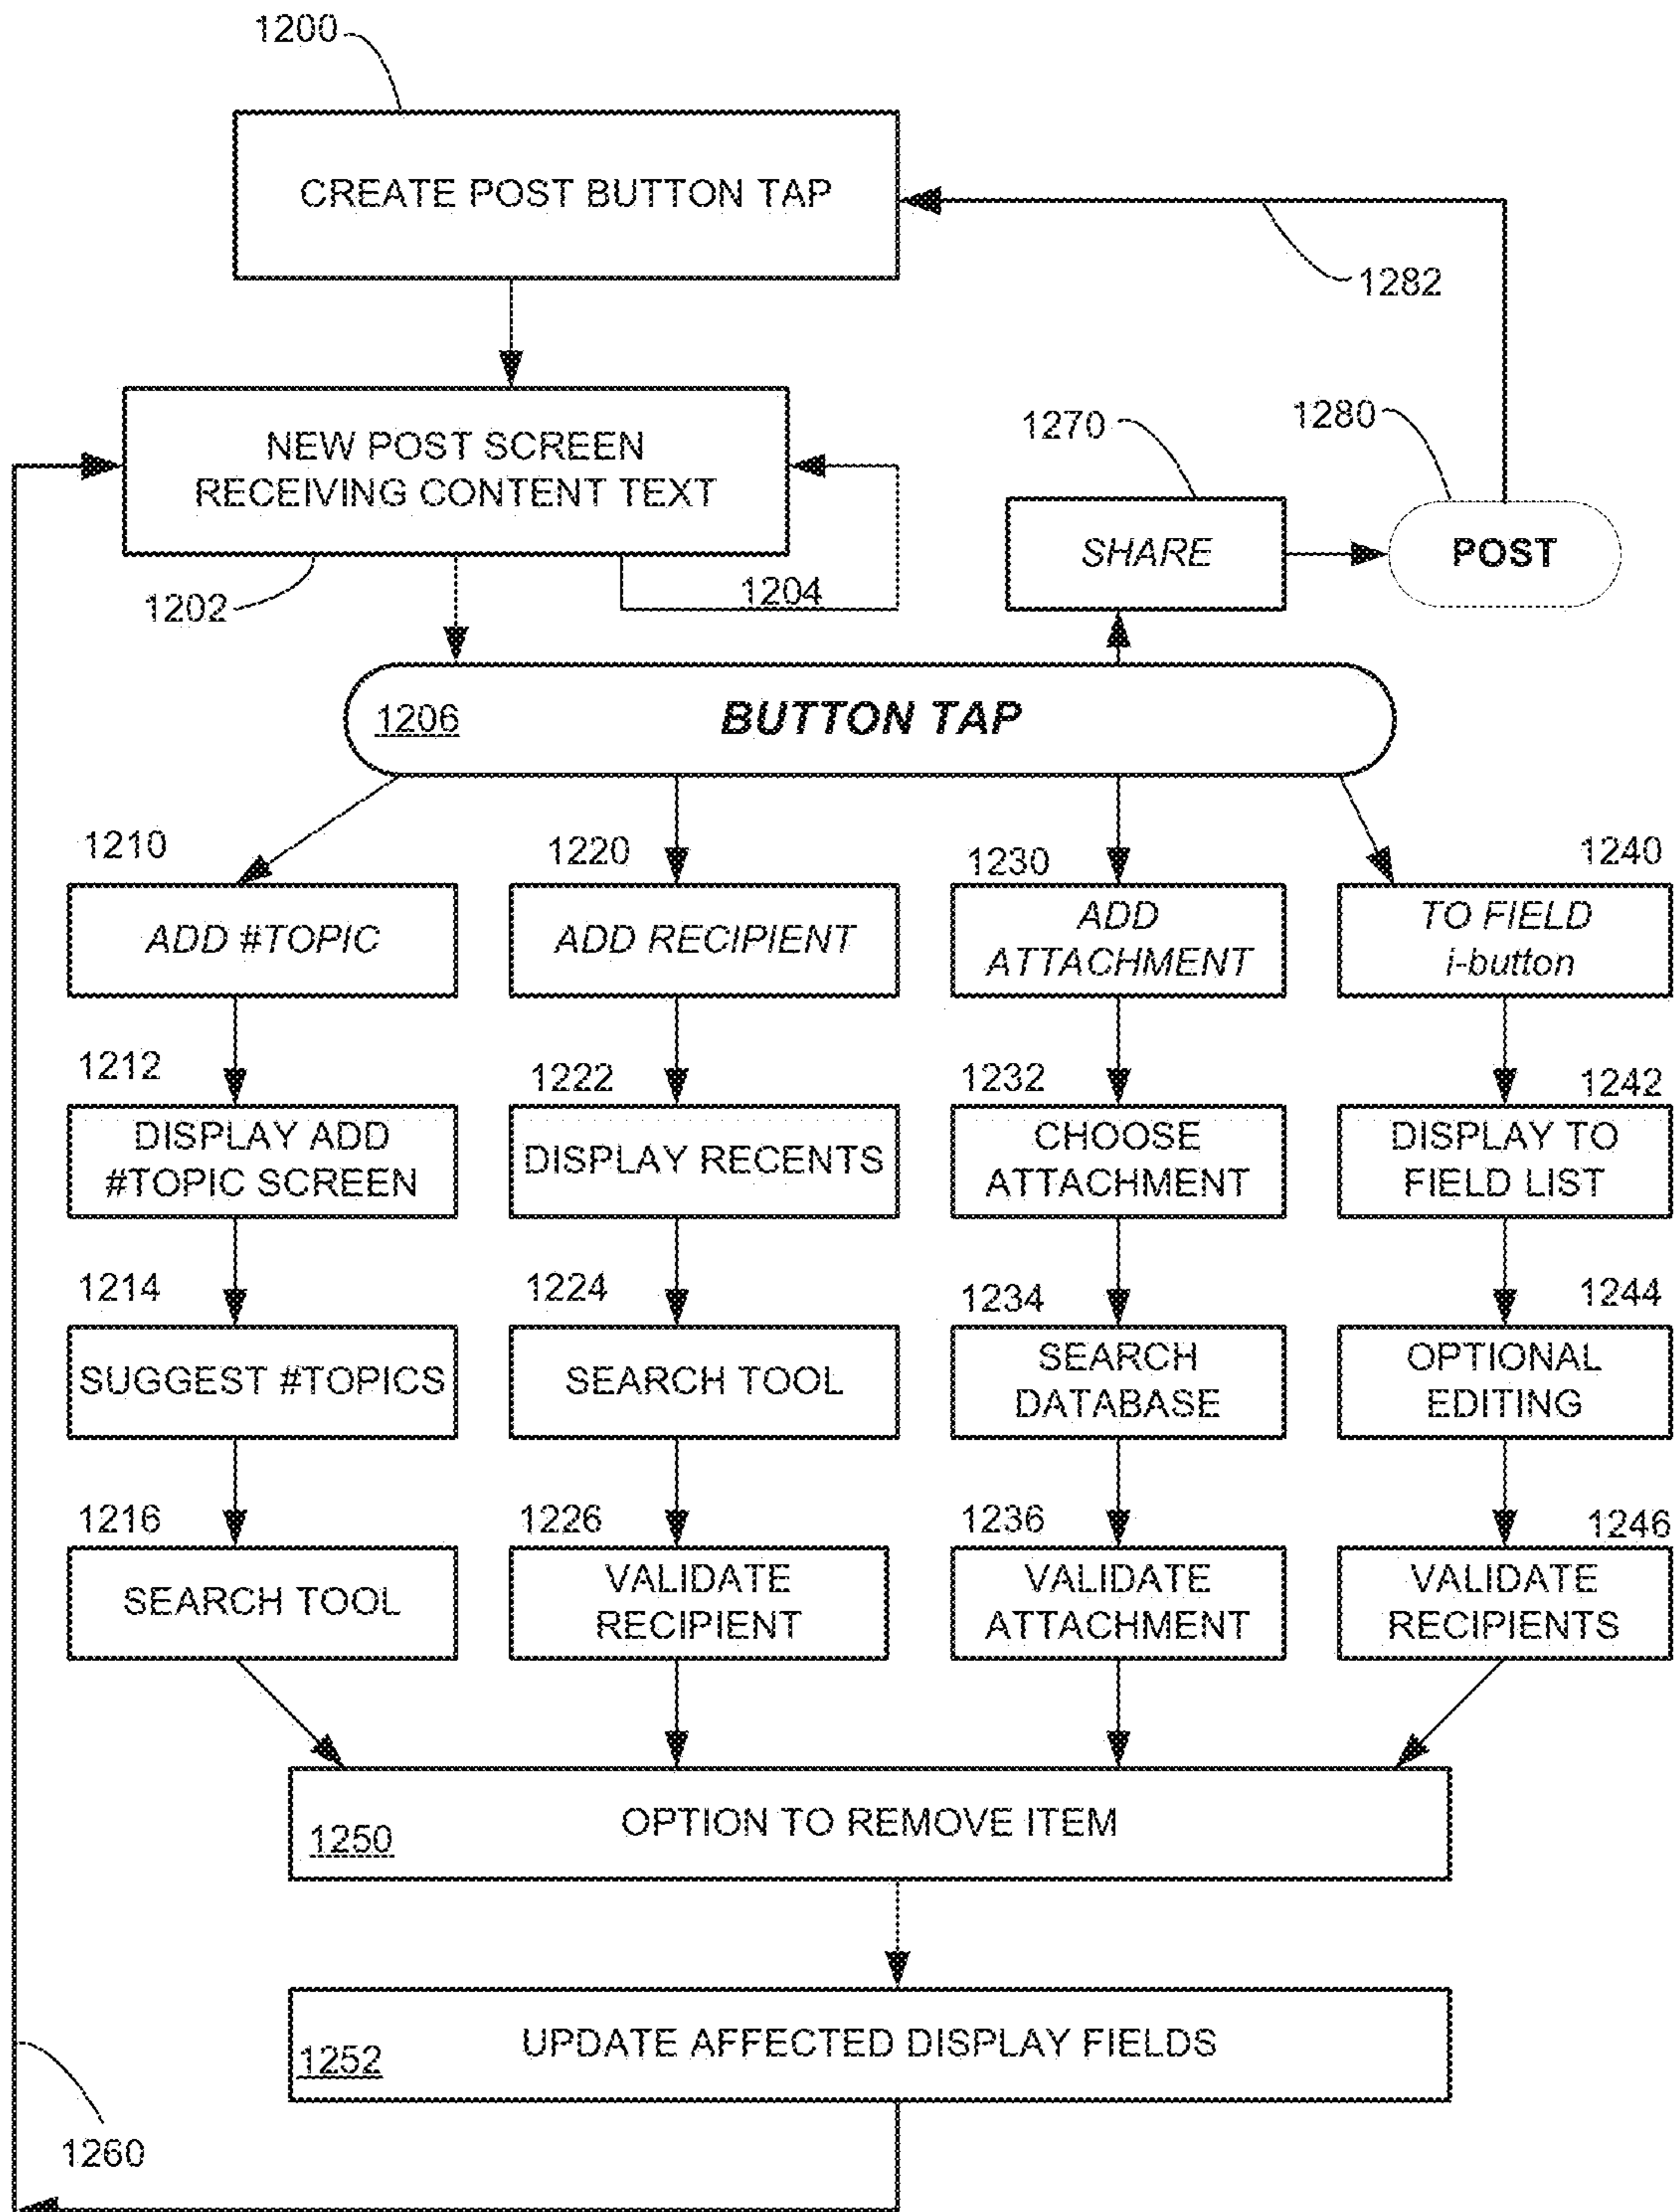 1200
CREATE POST BUTTON TAP
1282
NEW POST SCREEN
RECEIVING CONTENT TEXT
1202
1204
1270
SHARE
1280
POST
1206
BUTTON TAP
1210
1220
1230
1240
ADD #TOPIC
ADD RECIPIENT
ADD
ATTACHMENT
TO FIELD
i-button
1212
1222
1232
1242
DISPLAY ADD
#TOPIC SCREEN
DISPLAY RECENTS
CHOOSE
ATTACHMENT
DISPLAY TO
FIELD LIST
1214
1224
1234
1244
SUGGEST #TOPICS
SEARCH TOOL
SEARCH
DATABASE
OPTIONAL
EDITING
1216
1226
1236
1246
SEARCH TOOL
VALIDATE
RECIPIENT
VALIDATE
ATTACHMENT
VALIDATE
RECIPIENTS
1250
OPTION TO REMOVE ITEM
1252
UPDATE AFFECTED DISPLAY FIELDS
1260